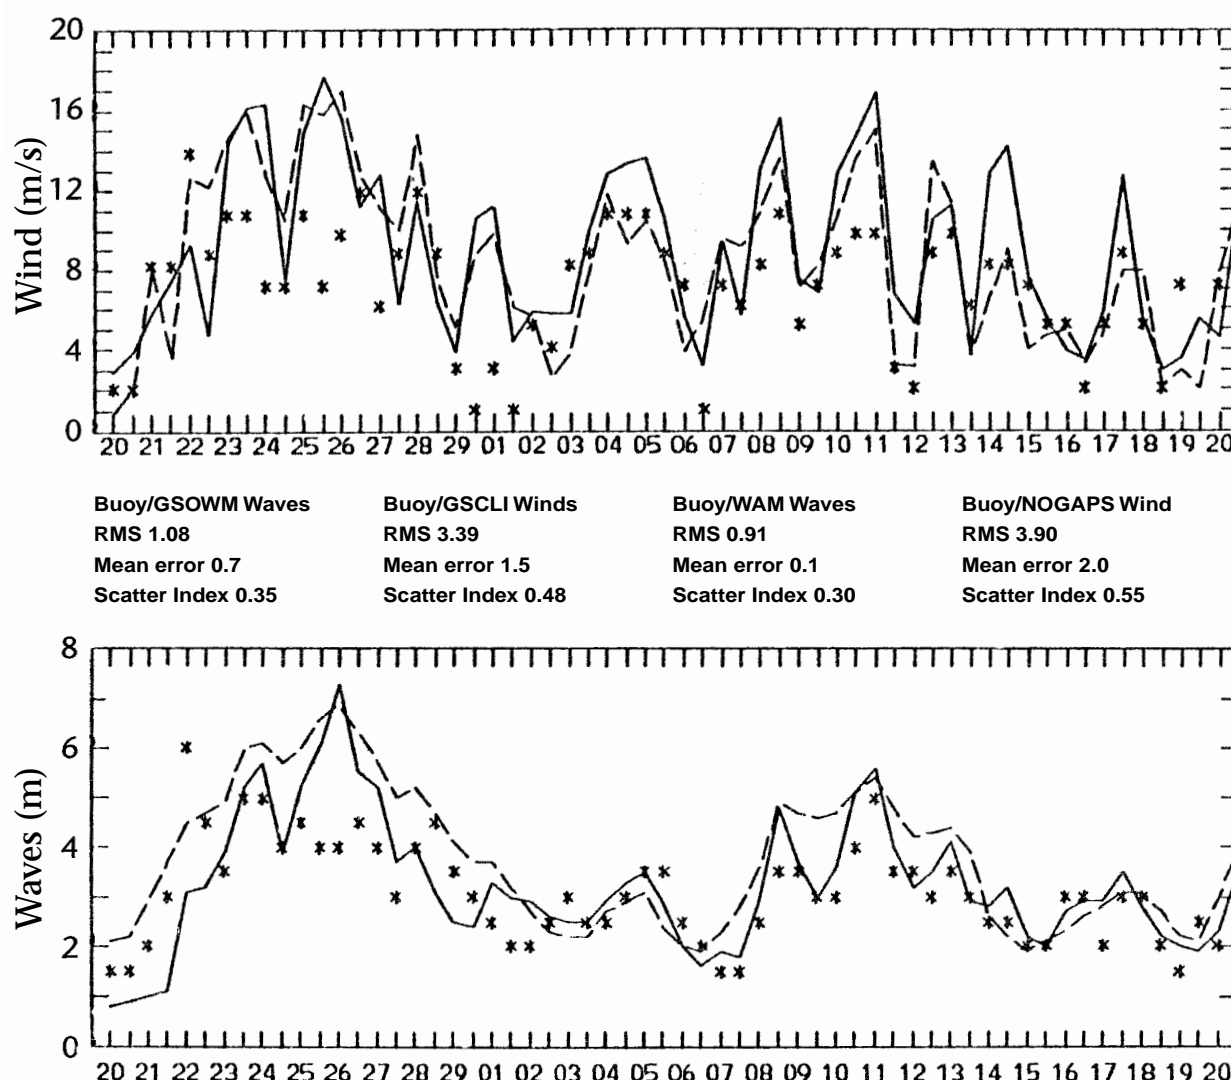 20
16
12
8
4
0
Wind (m/s)
20 21 22 23 24 25 26 27 28 29 01 02 03 04 05 06 07 08 09 10 11 12 13 14 15 16 17 18 19 20
Buoy/GSOWM Waves Buoy/GSCLI Winds Buoy/WAM Waves Buoy/NOGAPS Wind
RMS 1.08 RMS 3.39 RMS 0.91 RMS 3.90
Mean error 0.7 Mean error 1.5 Mean error 0.1 Mean error 2.0
Scatter Index 0.35 Scatter Index 0.48 Scatter Index 0.30 Scatter Index 0.55
8
6
4
2
0
Waves (m)
20 21 22 23 24 25 26 27 28 29 01 02 03 04 05 06 07 08 09 10 11 12 13 14 15 16 17 18 19 20